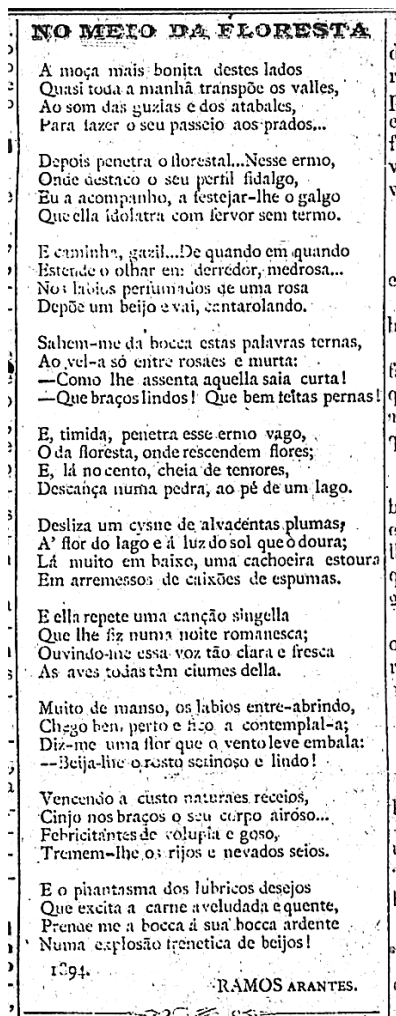 NO MEIO DA FLORESTA
A moça mais bonita destes lados
Quasi toda a manhã transpõe os valles,
Ao som das guzlas e dos atabales,
Para fazer o seu passeio aos prados...
Depois penetra o florestal...Nesse ermo,
Onde destaco o seu perfil fidalgo,
Eu a acompanho, a festejar-lhe o galgo
Que ella idolatra com fervor sem termo.
E caminha, gazil...De quando em quando
Estende o olhar em derredor, medrosa...
Nos labios perfumados de uma rosa
Depõe um beijo e vai, cantarolando.
Sahem-me da bocca estas palavras ternas,
Ao vel-a só entre rosaes e murta:
—Como lhe assenta aquella saia curta!
—Que braços lindos! Que bem feitas pernas!
E, timida, penetra esse ermo vago,
O da floresta, onde rescendem flores;
E, lá no cento, cheia de temores,
Descança numa pedra, ao pé de um lago.
Desliza um cysne de alvacentas plumas,
A' flor do lago e á luz do sol que o doura;
Lá muito em baixo, uma cachoeira estoura
Em arremessos de caixões de espumas.
E ella repete uma canção singella
Que lhe fiz numa noite romanesca;
Ouvindo-lhe essa voz tão clara e fresca
As aves todas têm ciumes della.
Muito de manso, os labios entre-abrindo,
Chego bem perto e fico a contemplal-a;
Diz-me uma flor que o vento leve embala:
—Beija-lhe o rosto setinoso e lindo!
Vencendo a custo naturaes receios,
Cinjo nos braços o seu corpo airoso...
Febricitantes de volupia e goso,
Tremem-lhe os rijos e nevados seios.
E o phantasma dos lubricos desejos
Que excita a carne avelludada e quente,
Prende me a bocca á sua bocca ardente
Numa explosão frenetica de beijos!
1894.
RAMOS ARANTES.